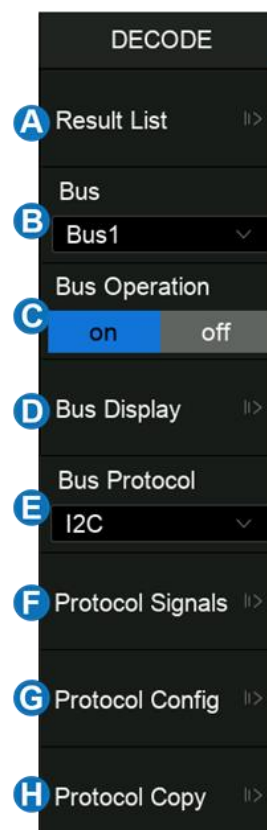 DECODE
A Result List
Bus
B
Bus1
Bus Operation
C
on off
D Bus Display
Bus Protocol
E
I2C
F Protocol Signals
G Protocol Config
H Protocol Copy